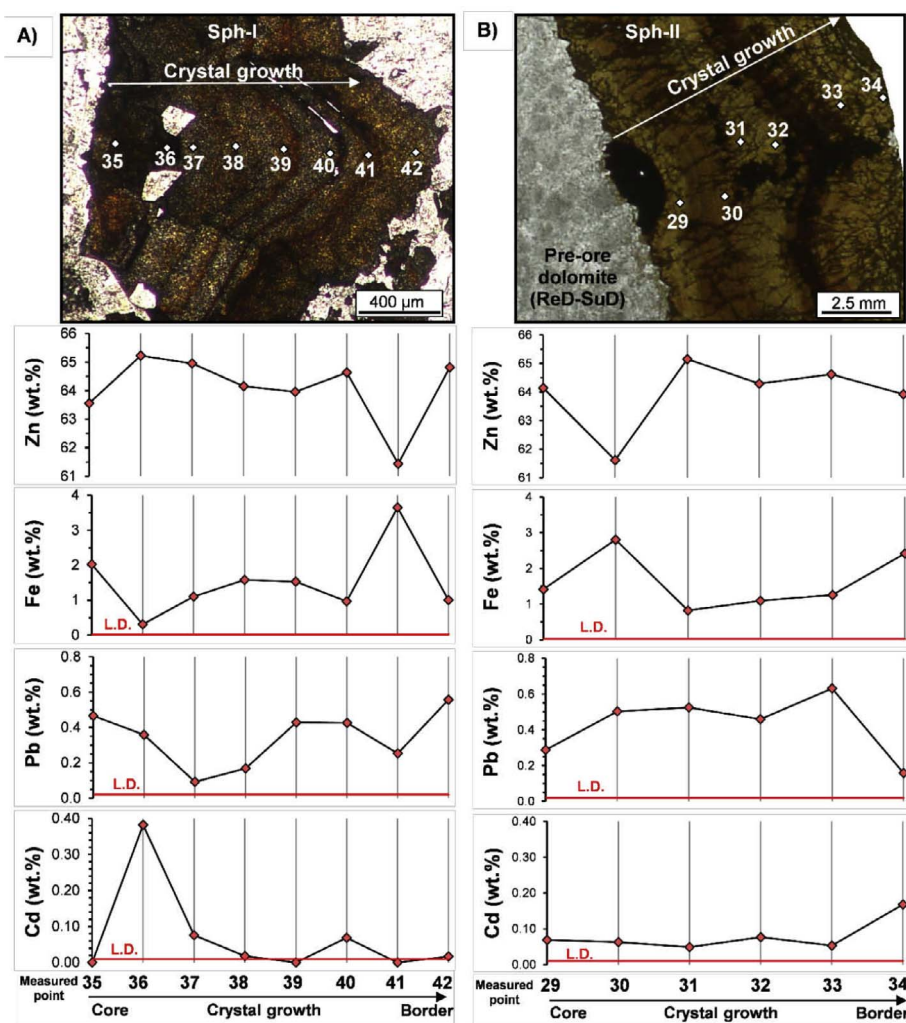 A)
Sph-I
Crystal growth
35
36
37
38
39
40
41
42
400 µm
B)
Sph-II
Crystal growth
29
30
31
32
33
34
Pre-ore
dolomite
(ReD-SuD)
2.5 mm
Zn (wt.%)
66
65
64
63
62
61
Zn (wt.%)
66
65
64
63
62
61
Fe (wt.%)
4
3
2
1
0
L.D.
Fe (wt.%)
4
3
2
1
0
L.D.
Pb (wt.%)
0.8
0.6
0.4
0.2
0.0
L.D.
Pb (wt.%)
0.8
0.6
0.4
0.2
0.0
L.D.
Cd (wt.%)
0.40
0.30
0.20
0.10
0.00
L.D.
Cd (wt.%)
0.40
0.30
0.20
0.10
0.00
L.D.
Measured
point
35 36 37 38 39 40 41 42
Core Crystal growth Border
Measured
point
29 30 31 32 33 34
Core Crystal growth Border